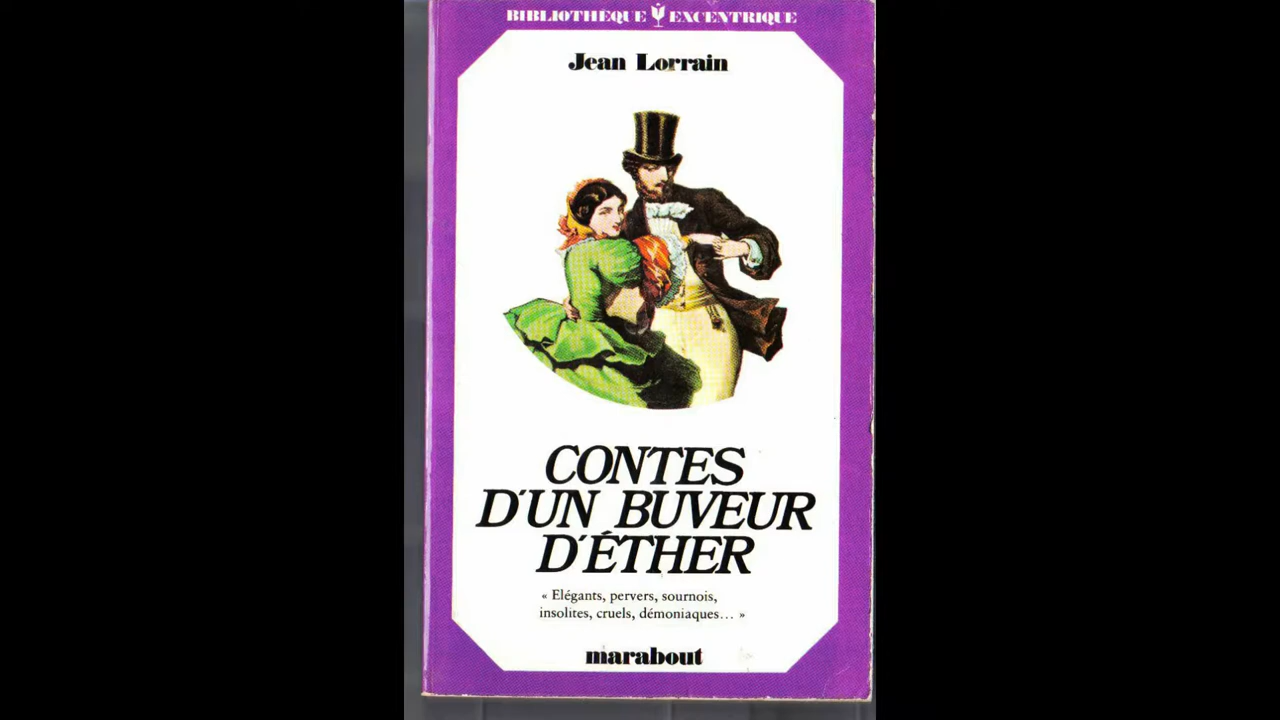 BIBLIOTHÈQUE EXCENTRIQUE
Jean Lorrain
CONTES
D'UN BUVEUR
D'ÉTHER
« Elégants, pervers, sournois,
insolites, cruels, démoniaques... »
marabout